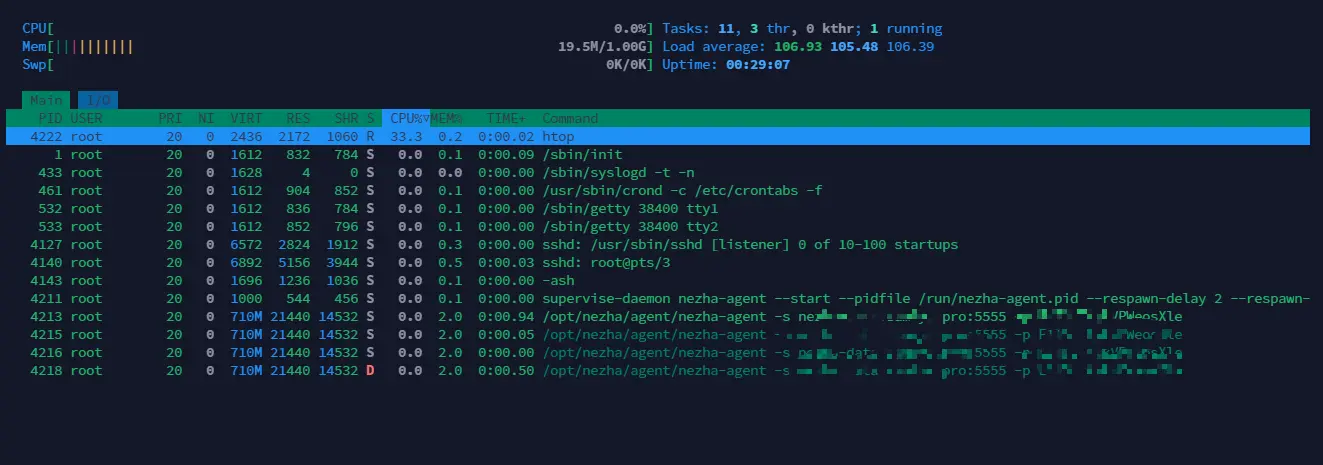 CPU[ 0.0%] Tasks: 11, 3 thr, 0 kthr; 1 running
Mem[||||||||||| 19.5M/1.00G] Load average: 106.93 105.48 106.39
Swp[ 0K/0K] Uptime: 00:29:07
Main I/O
PID USER PRI NI VIRT RES SHR S CPU%▽MEM% TIME+ Command
4222 root 20 0 2436 2172 1060 R 33.3 0.2 0:00.02 htop
1 root 20 0 1612 832 784 S 0.0 0.1 0:00.09 /sbin/init
433 root 20 0 1628 4 0 S 0.0 0.0 0:00.00 /sbin/syslogd -t -n
461 root 20 0 1612 904 852 S 0.0 0.1 0:00.00 /usr/sbin/crond -c /etc/crontabs -f
532 root 20 0 1612 836 784 S 0.0 0.1 0:00.00 /sbin/getty 38400 tty1
533 root 20 0 1612 852 796 S 0.0 0.1 0:00.00 /sbin/getty 38400 tty2
4127 root 20 0 6572 2824 1912 S 0.0 0.3 0:00.00 sshd: /usr/sbin/sshd [listener] 0 of 10-100 startups
4140 root 20 0 6892 5156 3944 S 0.0 0.5 0:00.03 sshd: root@pts/3
4143 root 20 0 1696 1236 1036 S 0.0 0.1 0:00.00 -ash
4211 root 20 0 1000 544 456 S 0.0 0.1 0:00.00 supervise-daemon nezha-agent --start --pidfile /run/nezha-agent.pid --respawn-delay 2 --respawn-
4213 root 20 0 710M 21440 14532 S 0.0 2.0 0:00.94 /opt/nezha/agent/nezha-agent -s pro:5555
4215 root 20 0 710M 21440 14532 S 0.0 2.0 0:00.05 /opt/nezha/agent/nezha-agent pro:5555 -p
4216 root 20 0 710M 21440 14532 S 0.0 2.0 0:00.00 /opt/nezha/agent/nezha-agent -s 5555
4218 root 20 0 710M 21440 14532 D 0.0 2.0 0:00.50 /opt/nezha/agent/nezha-agent -s pro:5555 -p